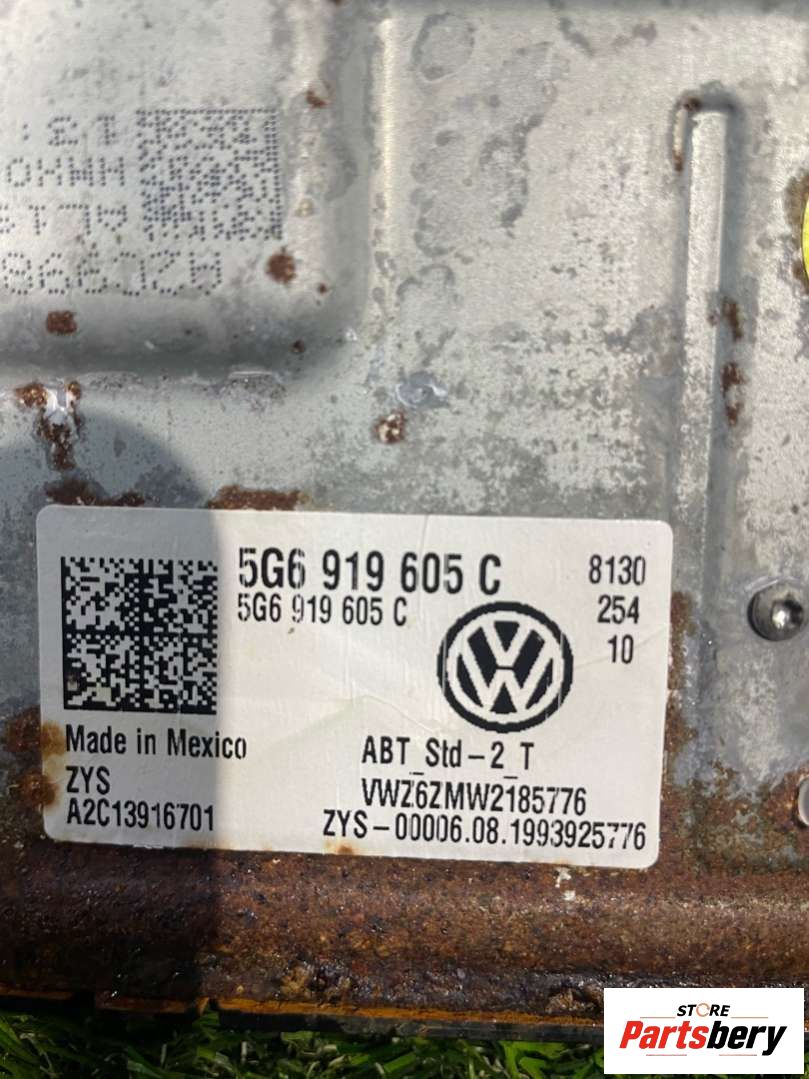 5G6 919 605 C
5G6 919 605 C
8130
254
10
Made in Mexico
ZYS
A2C13916701
ABT_Std-2_T
VWZ6ZMW2185776
ZYS-00006.08.1993925776
STORE
Partsbery